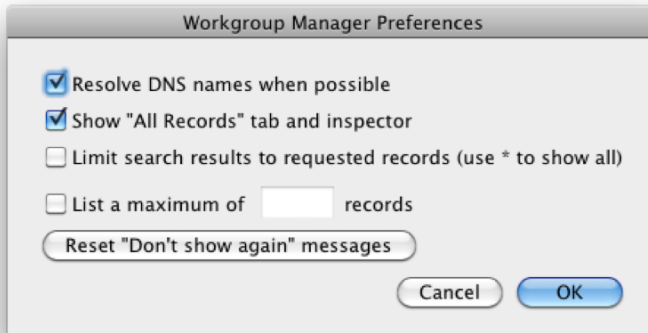 Workgroup Manager Preferences
Resolve DNS names when possible
Show "All Records" tab and inspector
Limit search results to requested records (use * to show all)
List a maximum of records
Reset "Don't show again" messages
Cancel OK